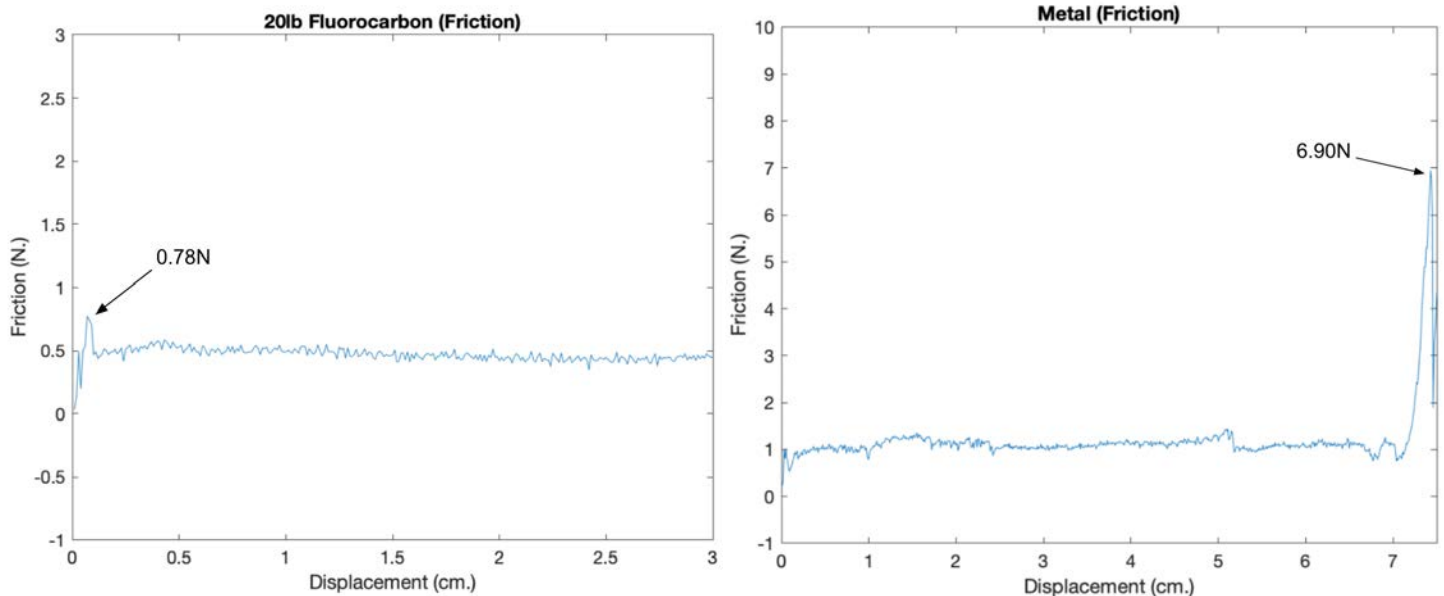 20lb Fluorocarbon (Friction)
3
2.5
2
1.5
1
0.5
0
-0.5
-1
Friction (N.)
0.78N
0 0.5 1 1.5 2 2.5 3
Displacement (cm.)
Metal (Friction)
10
9
8
7
6
5
4
3
2
1
0
-1
Friction (N.)
6.90N
0 1 2 3 4 5 6 7
Displacement (cm.)